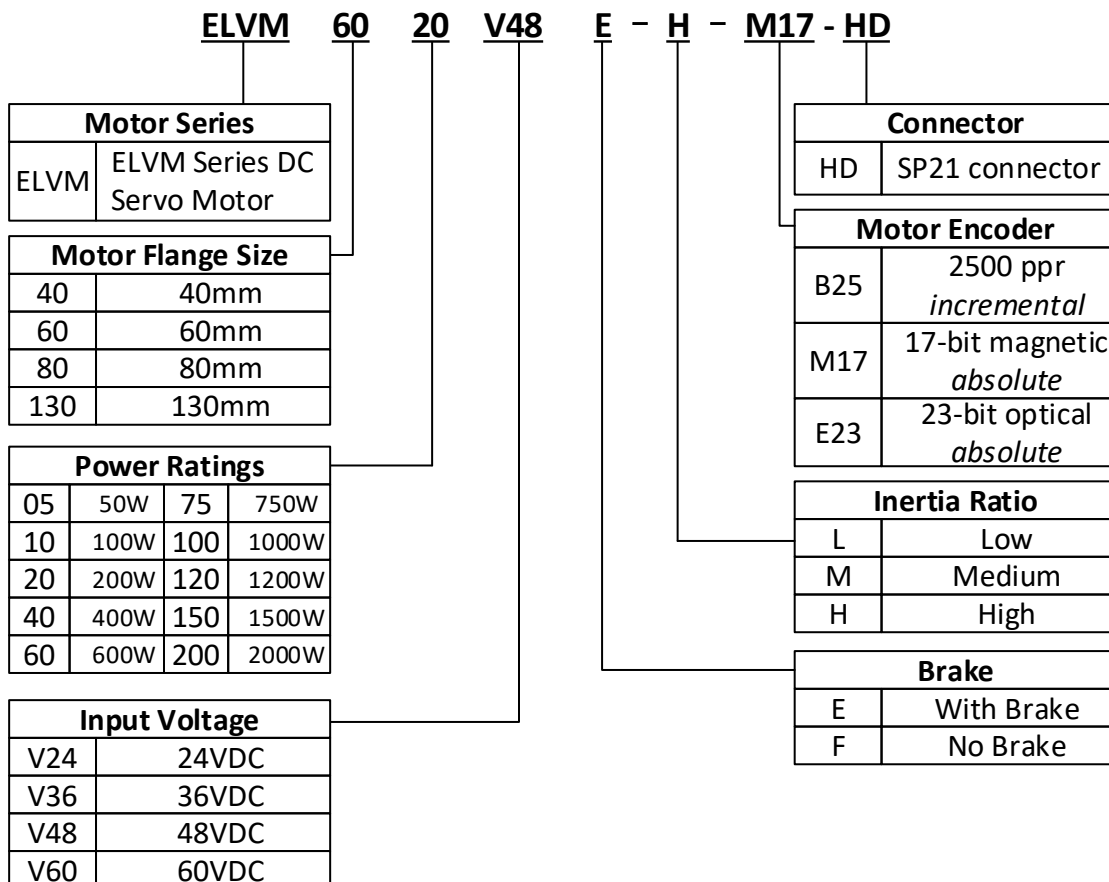 ELVM 60 20 V48 E - H - M17 - HD
Motor Series
ELVM ELVM Series DC
Servo Motor
Motor Flange Size
40 40mm
60 60mm
80 80mm
130 130mm
Power Ratings
05 50W 75 750W
10 100W 100 1000W
20 200W 120 1200W
40 400W 150 1500W
60 600W 200 2000W
Input Voltage
V24 24VDC
V36 36VDC
V48 48VDC
V60 60VDC
Connector
HD SP21 connector
Motor Encoder
B25 2500 ppr
incremental
M17 17-bit magnetic
absolute
E23 23-bit optical
absolute
Inertia Ratio
L Low
M Medium
H High
Brake
E With Brake
F No Brake